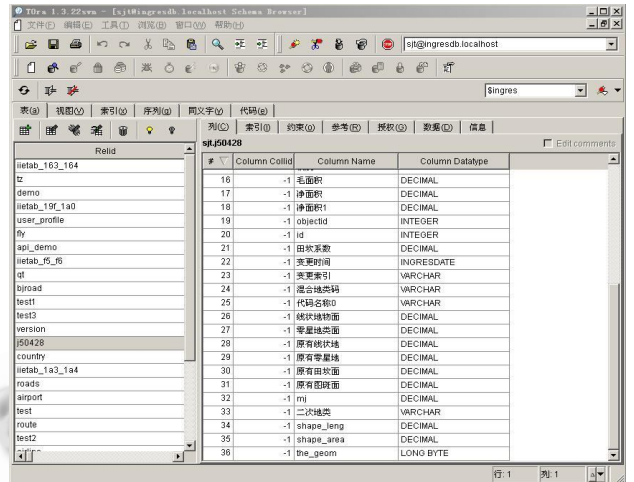 TOra 1.3.22svn - [sjt@ingresdb.localhost Schema Browser]
文件(F) 编辑(E) 工具(T) 浏览(B) 窗口(W) 帮助(H)
sjt@ingresdb.localhost
$ingres
表(a) 视图(V) 索引(x) 序列(q) 同义字(Y) 代码(e)
列(C) 索引(I) 约束(o) 参考(R) 授权(G) 数据(D) 信息
sjt.j50428 Edit comments
Relid
iietab_163_164
tz
demo
iietab_19f_1a0
user_profile
fly
api_demo
iietab_f5_f6
qt
bjroad
test1
test3
version
j50428
country
iietab_1a3_1a4
roads
airport
test
route
test2
# Column Collid Column Name Column Datatype
16 -1 毛面积 DECIMAL
17 -1 净面积 DECIMAL
18 -1 净面积1 DECIMAL
19 -1 objectid INTEGER
20 -1 id INTEGER
21 -1 田坎系数 DECIMAL
22 -1 变更时间 INGRESDATE
23 -1 变更索引 VARCHAR
24 -1 混合地类码 VARCHAR
25 -1 代码名称0 VARCHAR
26 -1 线状地物面 DECIMAL
27 -1 零星地类面 DECIMAL
28 -1 原有线状地 DECIMAL
29 -1 原有零星地 DECIMAL
30 -1 原有田坎面 DECIMAL
31 -1 原有图斑面 DECIMAL
32 -1 mj DECIMAL
33 -1 二次地类 VARCHAR
34 -1 shape_leng DECIMAL
35 -1 shape_area DECIMAL
36 -1 the_geom LONG BYTE
行: 1 列: 1